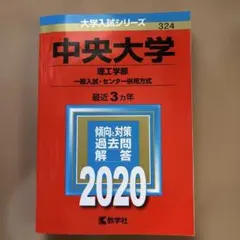 大学入試シリーズ
324
中央大学
理工学部
一般入試・センター併用方式
最近3ヵ年
傾向と対策
過去問
解答
2020
教学社